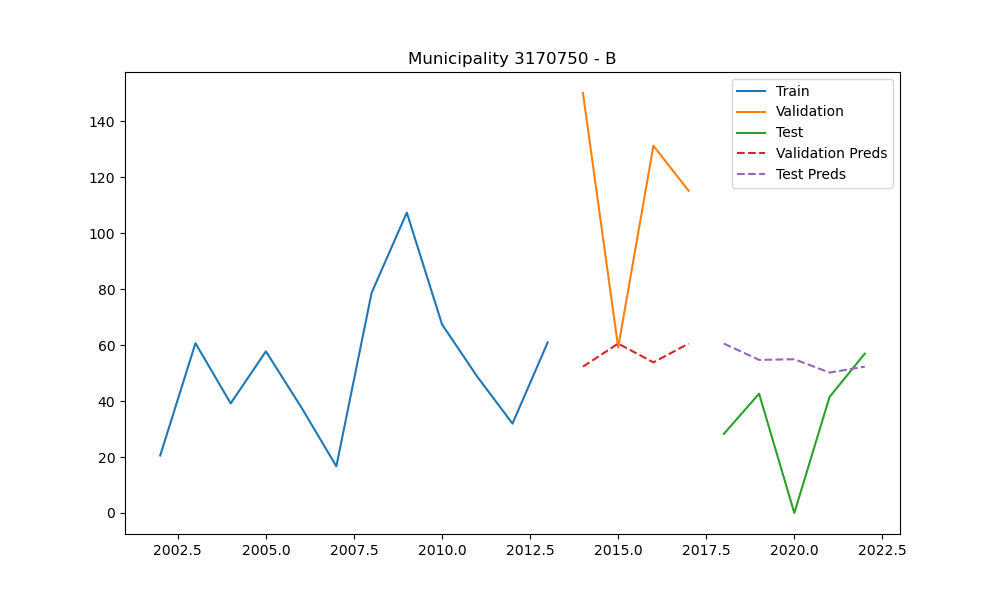 Municipality 3170750 - B
Train
Validation
Test
Validation Preds
Test Preds
140
120
100
80
60
40
20
0
2002.5 2005.0 2007.5 2010.0 2012.5 2015.0 2017.5 2020.0 2022.5